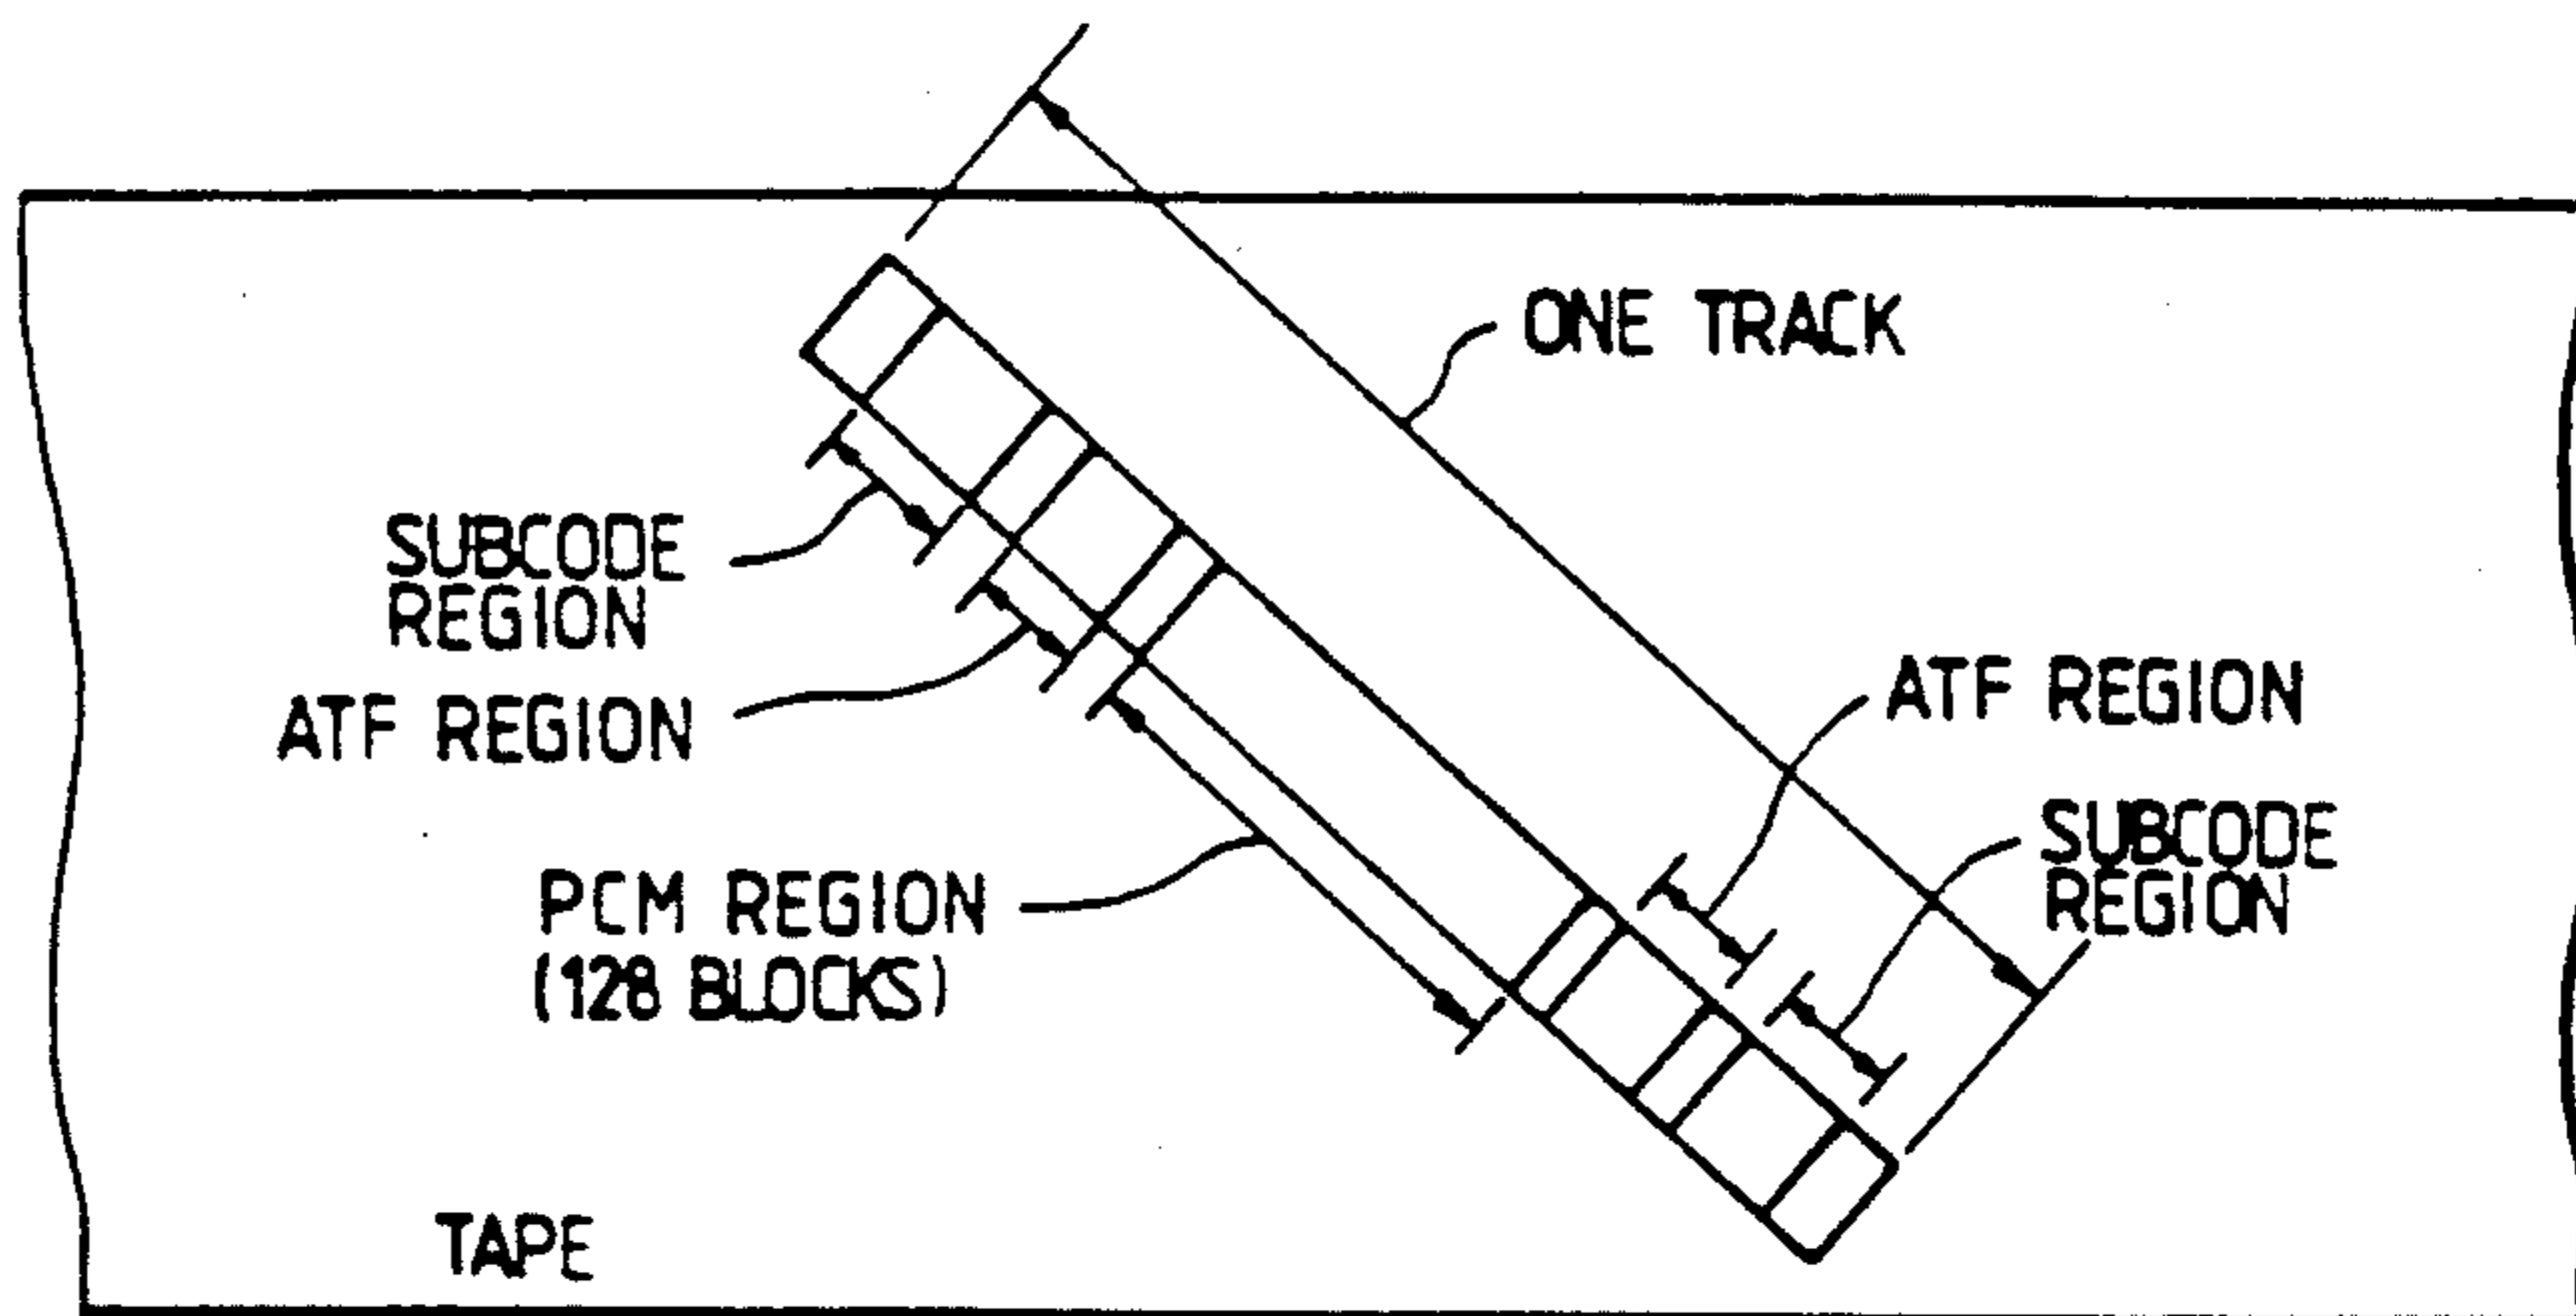 ONE TRACK
SUBCODE
REGION
ATF REGION
PCM REGION
(128 BLOCKS)
ATF REGION
SUBCODE
REGION
TAPE